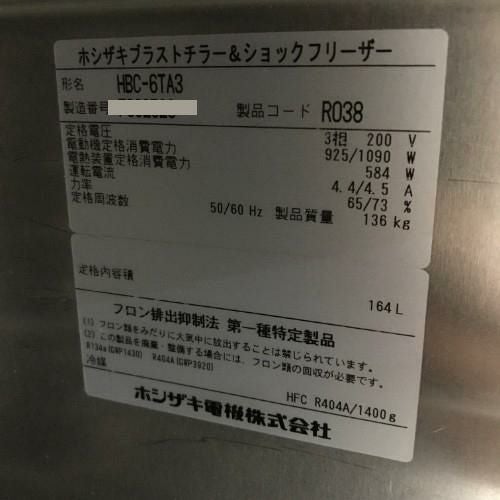 ホシザキブラストチラー&ショックフリーザー
形名 HBC-6TA3
製造番号 製品コード R038
定格電圧 3相 200 V
電動機定格消費電力 925/1090 W
電熱装置定格消費電力 584 W
運転電流 4.4/4.5 A
力率 65/73 %
定格周波数 50/60 Hz 製品質量 136 kg
定格内容積 164 L
フロン排出抑制法 第一種特定製品
(1) フロン類をみだりに大気中に放出することは禁じられています。
(2) この製品を廃棄・整備する場合には、フロン類の回収が必要です。
R134a(GWP1430) R404A(GWP3920)
冷媒 HFC R404A/1400g
ホシザキ電機株式会社